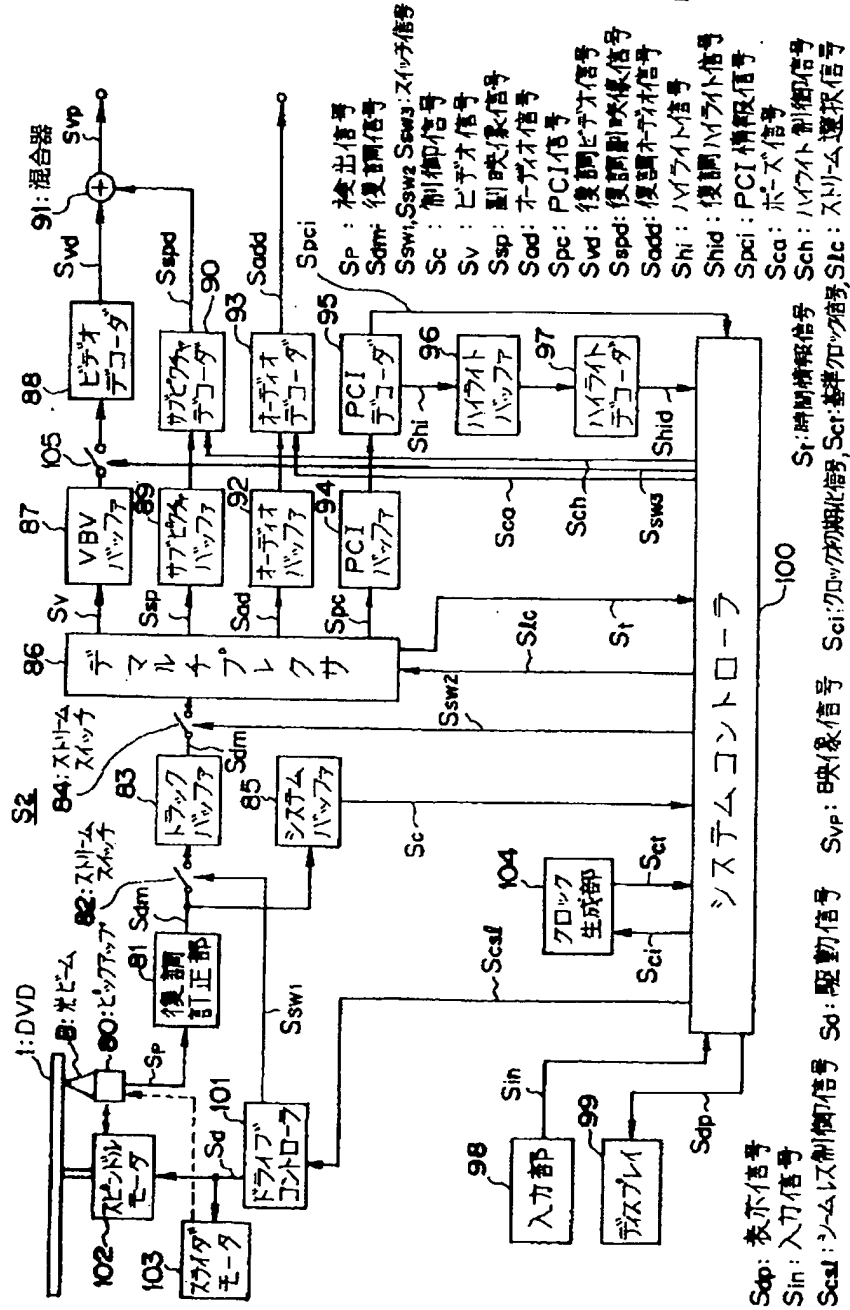 S2
1:DVD
B:光ビーム
80:ピックアップ
82:ストリーム
スイッチ
84:ストリーム
スイッチ
Sp
81
復調
訂正部
Sdm
83
トラック
バッファ
Sdm
85
システム
バッファ
102
スピンドル
モータ
103
スライダ
モータ
101
ドライブ
コントローラ
Sd
Ssw1
86
デマルチプレクサ
Sv
87
VBV
バッファ
105
88
ビデオ
デコーダ
Svd
91:混合器
Svp
Ssp
89
サブピクチャ
バッファ
90
サブピクチャ
デコーダ
Sspd
Sad
92
オーディオ
バッファ
93
オーディオ
デコーダ
Sadd
Spc
94
PCI
バッファ
95
PCI
デコーダ
Spci
Shi
96
ハイライト
バッファ
97
ハイライト
デコーダ
Shid
Sca
Sch
Ssw3
Slc
St
Ssw2
Sc
104
クロック
生成部
Sct
Sci
Scsl
98
入力部
Sin
99
ディスプレイ
Sdp
100
システムコントローラ
Sp: 検出信号
Sdm: 復調信号
Ssw1,Ssw2 Ssw3:スイッチ信号
Sc: 制御信号
Sv: ビデオ信号
Ssp: 副映像信号
Sad: オーディオ信号
Spc: PCI信号
Svd: 復調ビデオ信号
Sspd: 復調副映像信号
Sadd: 復調オーディオ信号
Shi: ハイライト信号
Shid: 復調ハイライト信号
Spci: PCI情報信号
Sca: ポーズ信号
Sch: ハイライト制御信号
St:時間情報信号
Sci:クロック初期化信号,Sct:基準クロック信号,Slc: ストリーム選択信号
Sdp: 表示信号
Sin: 入力信号
Scsl: シームレス制御信号 Sd: 駆動信号 Svp: 映像信号